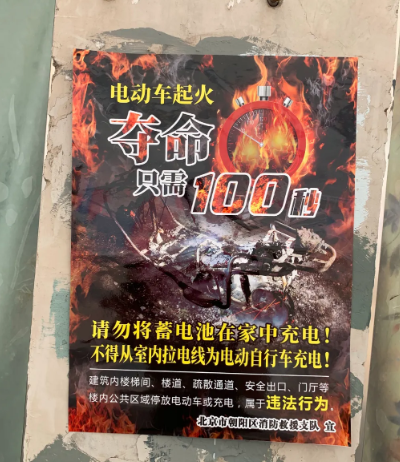 电动车起火
夺命
只需100秒
请勿将蓄电池在家中充电！
不得从室内拉电线为电动自行车充电！
建筑内楼梯间、楼道、疏散通道、安全出口、门厅等
楼内公共区域停放电动车或充电，属于违法行为。
北京市朝阳区消防救援支队 宣